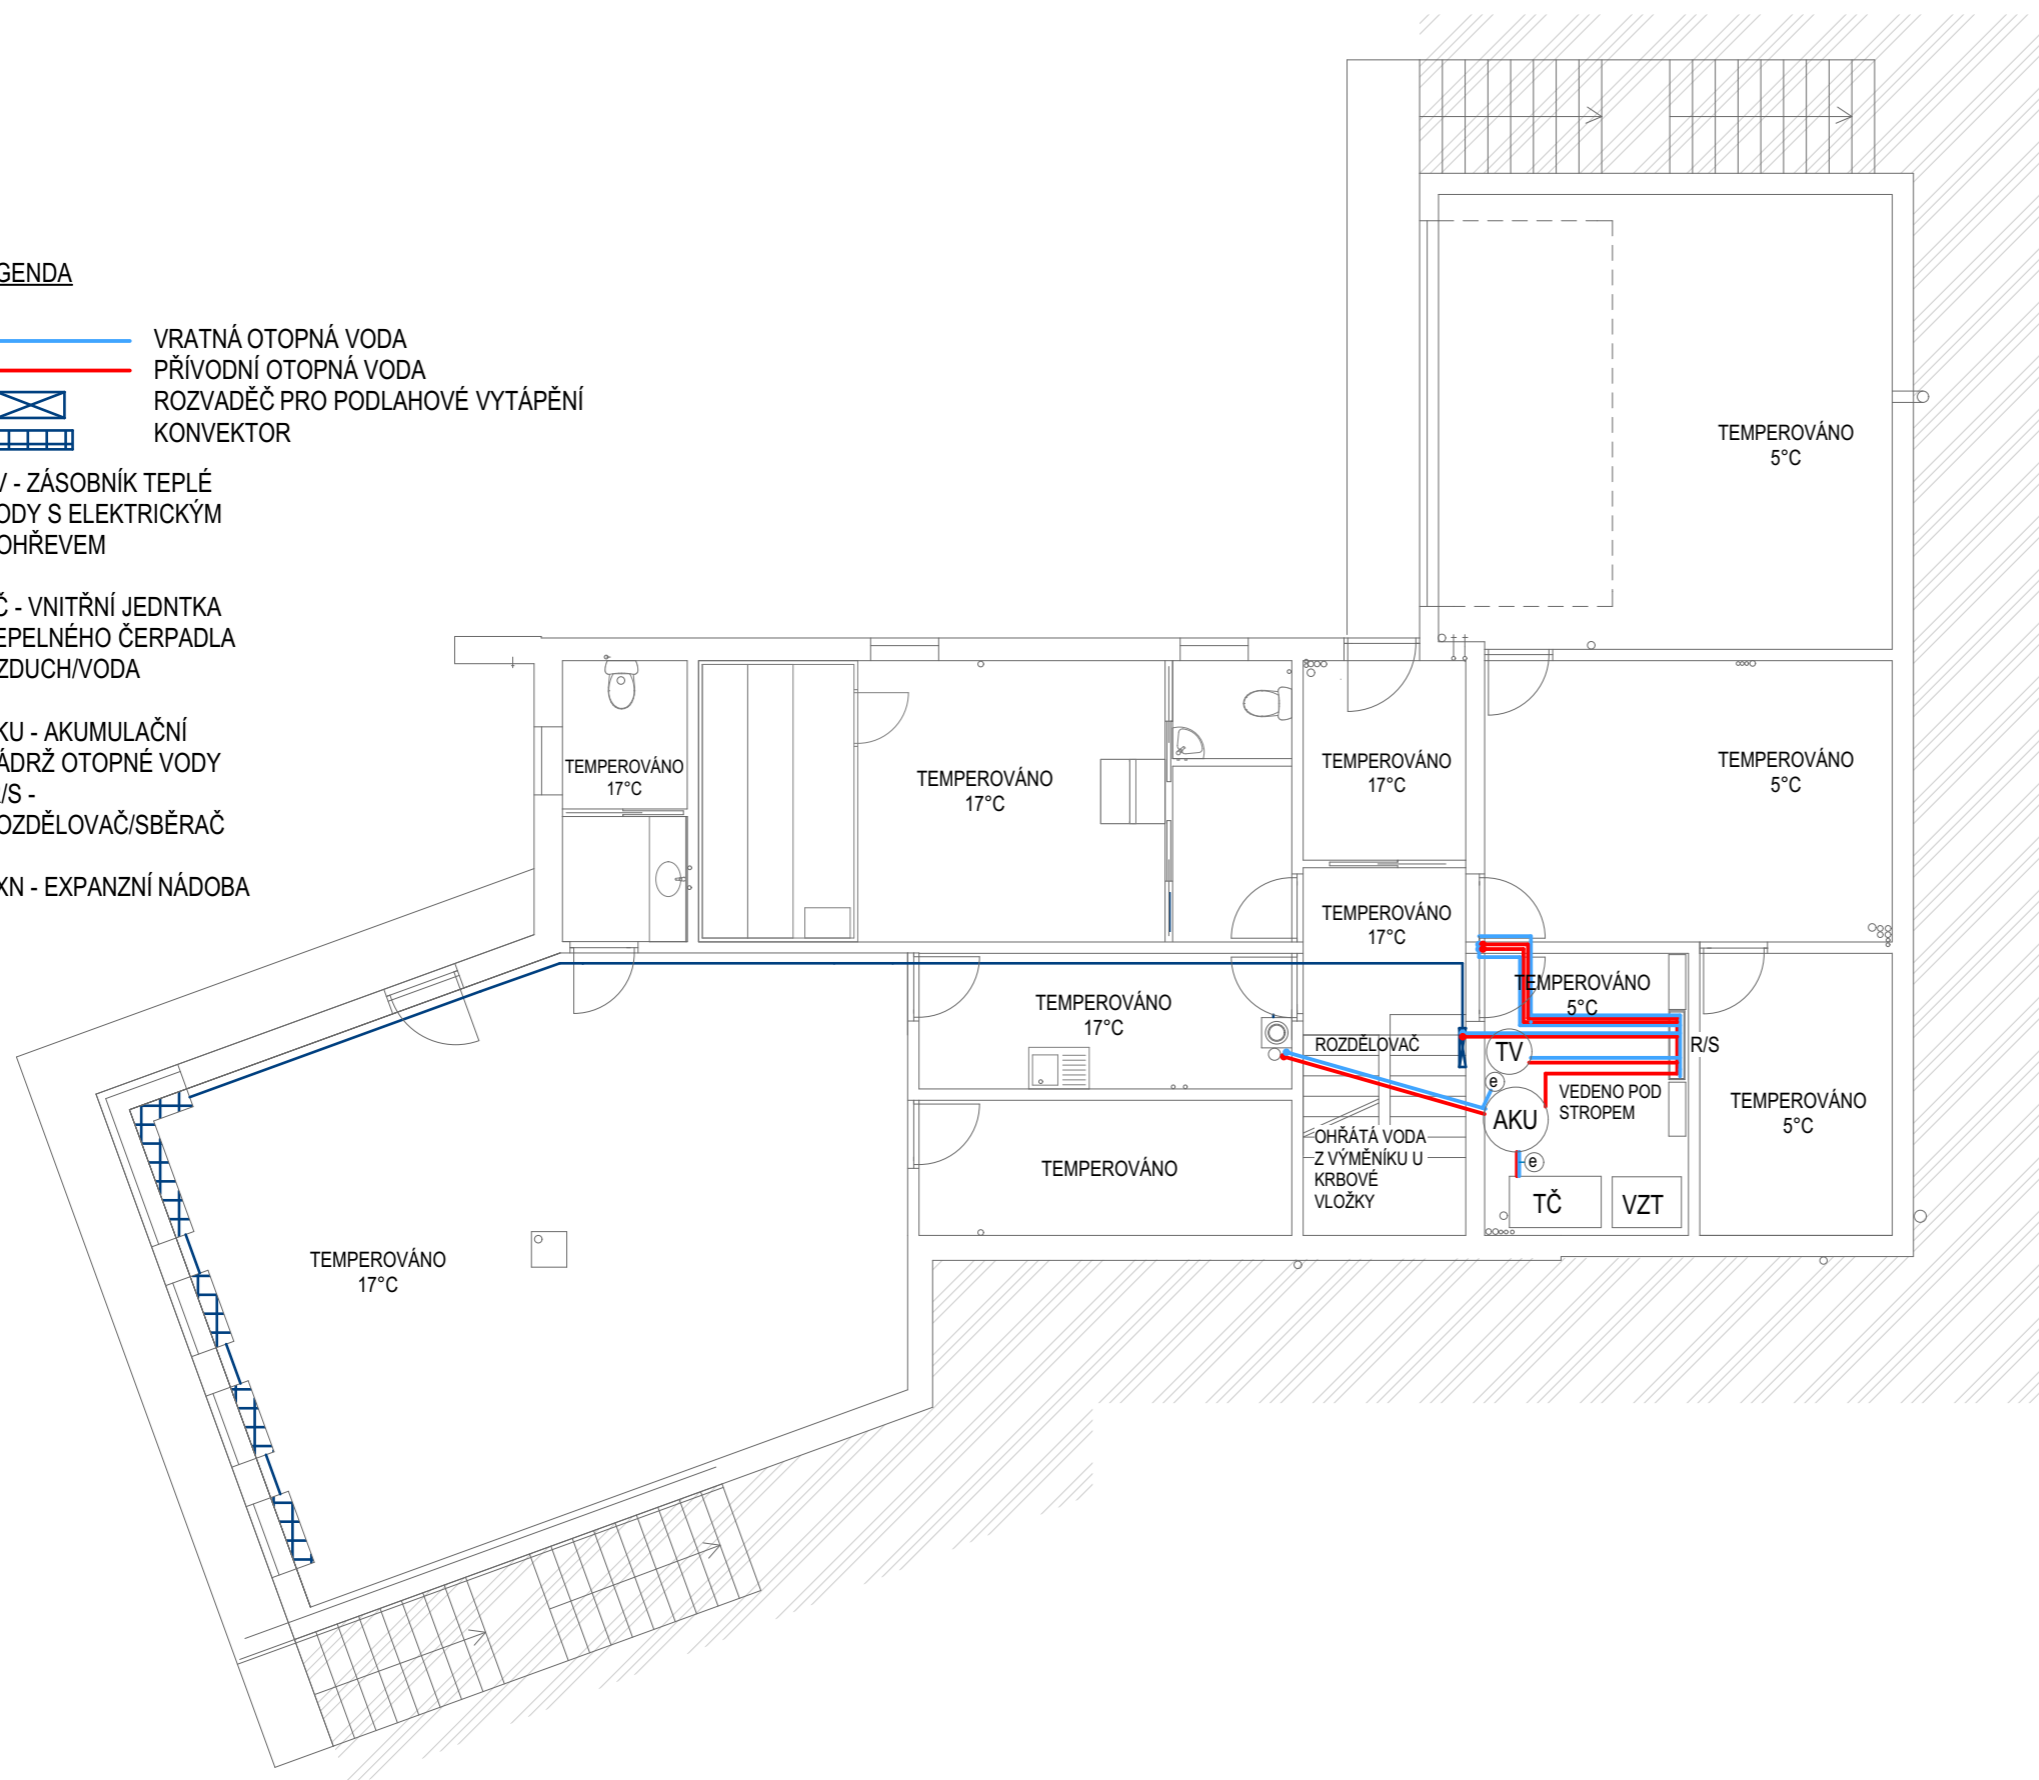 GENDA
VRATNÁ OTOPNÁ VODA
PŘÍVODNÍ OTOPNÁ VODA
ROZVADĚČ PRO PODLAHOVÉ VYTÁPĚNÍ
KONVEKTOR
V - ZÁSOBNÍK TEPLÉ
ODY S ELEKTRICKÝM
OHŘEVEM
Č - VNITŘNÍ JEDNTKA
EPELNÉHO ČERPADLA
ZDUCH/VODA
KU - AKUMULAČNÍ
ÁDRŽ OTOPNÉ VODY
/S -
OZDĚLOVAČ/SBĚRAČ
XN - EXPANZNÍ NÁDOBA
TEMPEROVÁNO
5°C
TEMPEROVÁNO
17°C
TEMPEROVÁNO
17°C
TEMPEROVÁNO
17°C
TEMPEROVÁNO
5°C
TEMPEROVÁNO
17°C
TEMPEROVÁNO
17°C
TEMPEROVÁNO
5°C
ROZDĚLOVAČ
TV
R/S
e
AKU
VEDENO POD
STROPEM
TEMPEROVÁNO
5°C
TEMPEROVÁNO
OHŘÁTÁ VODA
Z VÝMĚNÍKU U
KRBOVÉ
VLOŽKY
e
TČ
VZT
TEMPEROVÁNO
17°C